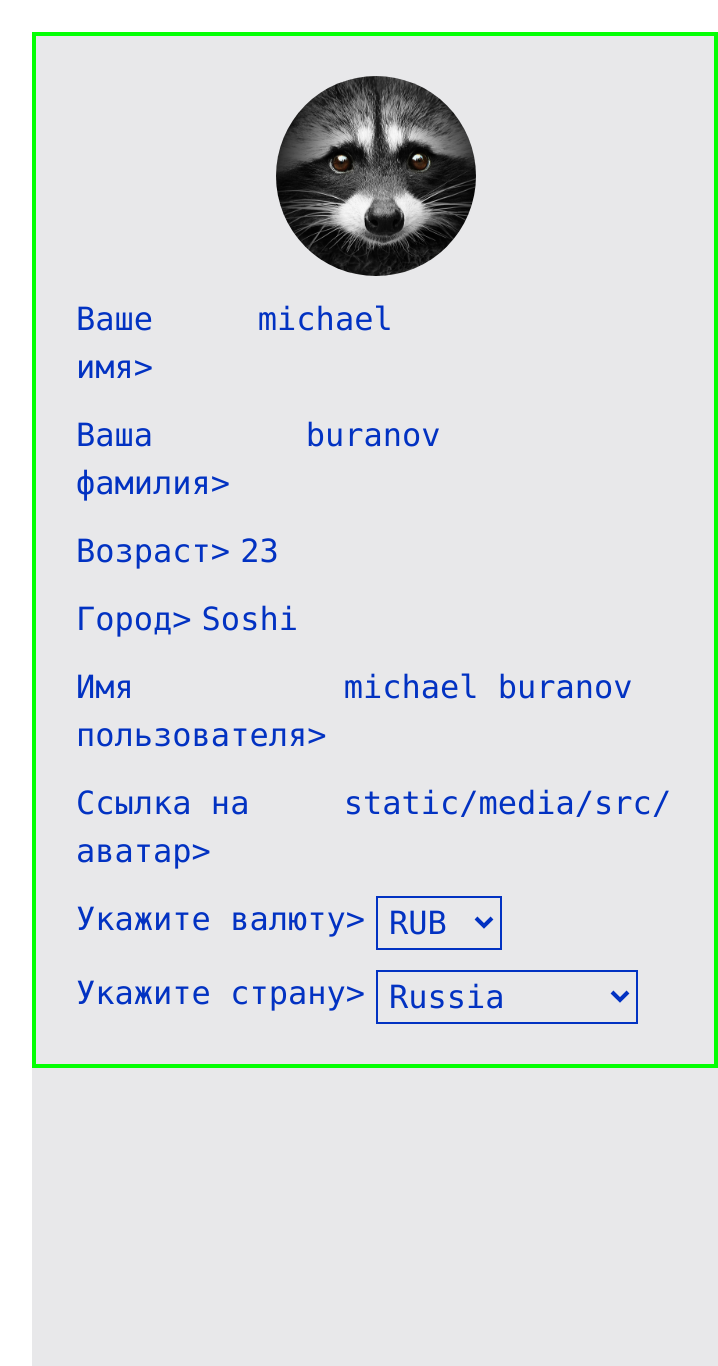 Ваше michael
имя>
Ваша buranov
фамилия>
Возраст> 23
Город> Soshi
Имя michael buranov
пользователя>
Ссылка на static/media/src/
аватар>
Укажите валюту> RUB
Укажите страну> Russia